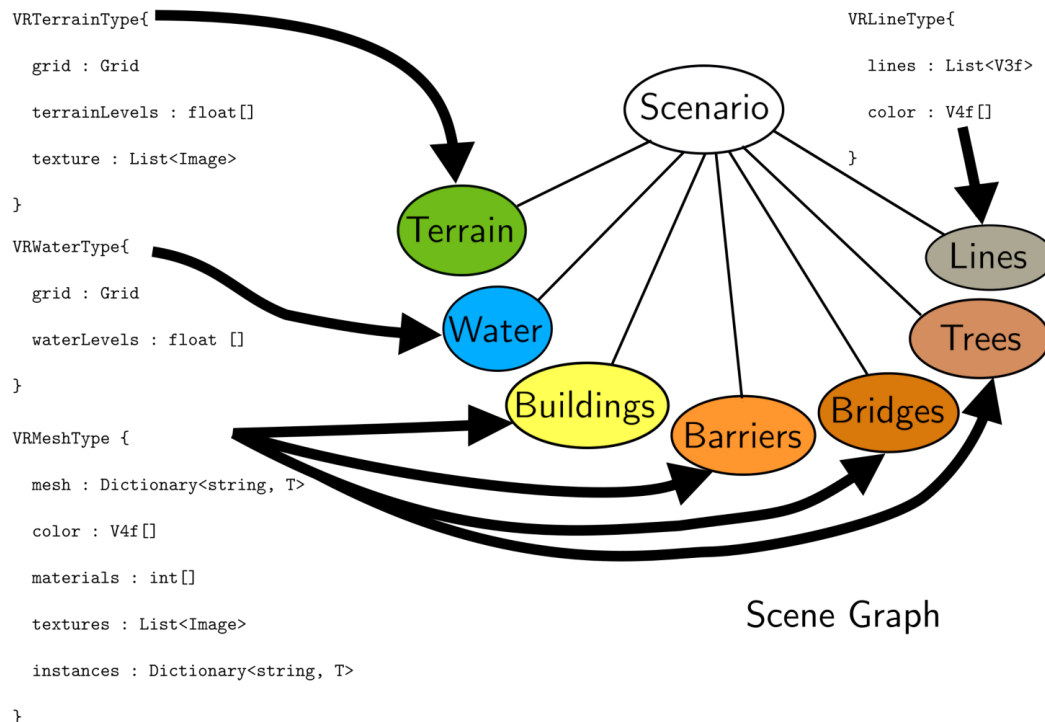 VRTerrainType{
grid : Grid
terrainLevels : float[]
texture : List<Image>
}
VRWaterType{
grid : Grid
waterLevels : float []
}
VRMeshType {
mesh : Dictionary<string, T>
color : V4f[]
materials : int[]
textures : List<Image>
instances : Dictionary<string, T>
}
VRLineType{
lines : List<V3f>
color : V4f[]
}
Scenario
Terrain
Water
Buildings
Barriers
Bridges
Trees
Lines
Scene Graph